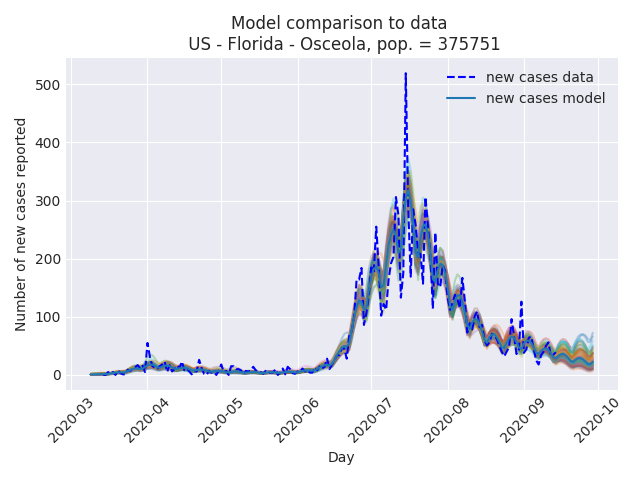 Model comparison to data
US - Florida - Osceola, pop. = 375751
new cases data
new cases model
Number of new cases reported
500
400
300
200
100
0
2020-03
2020-04
2020-05
2020-06
2020-07
2020-08
2020-09
2020-10
Day